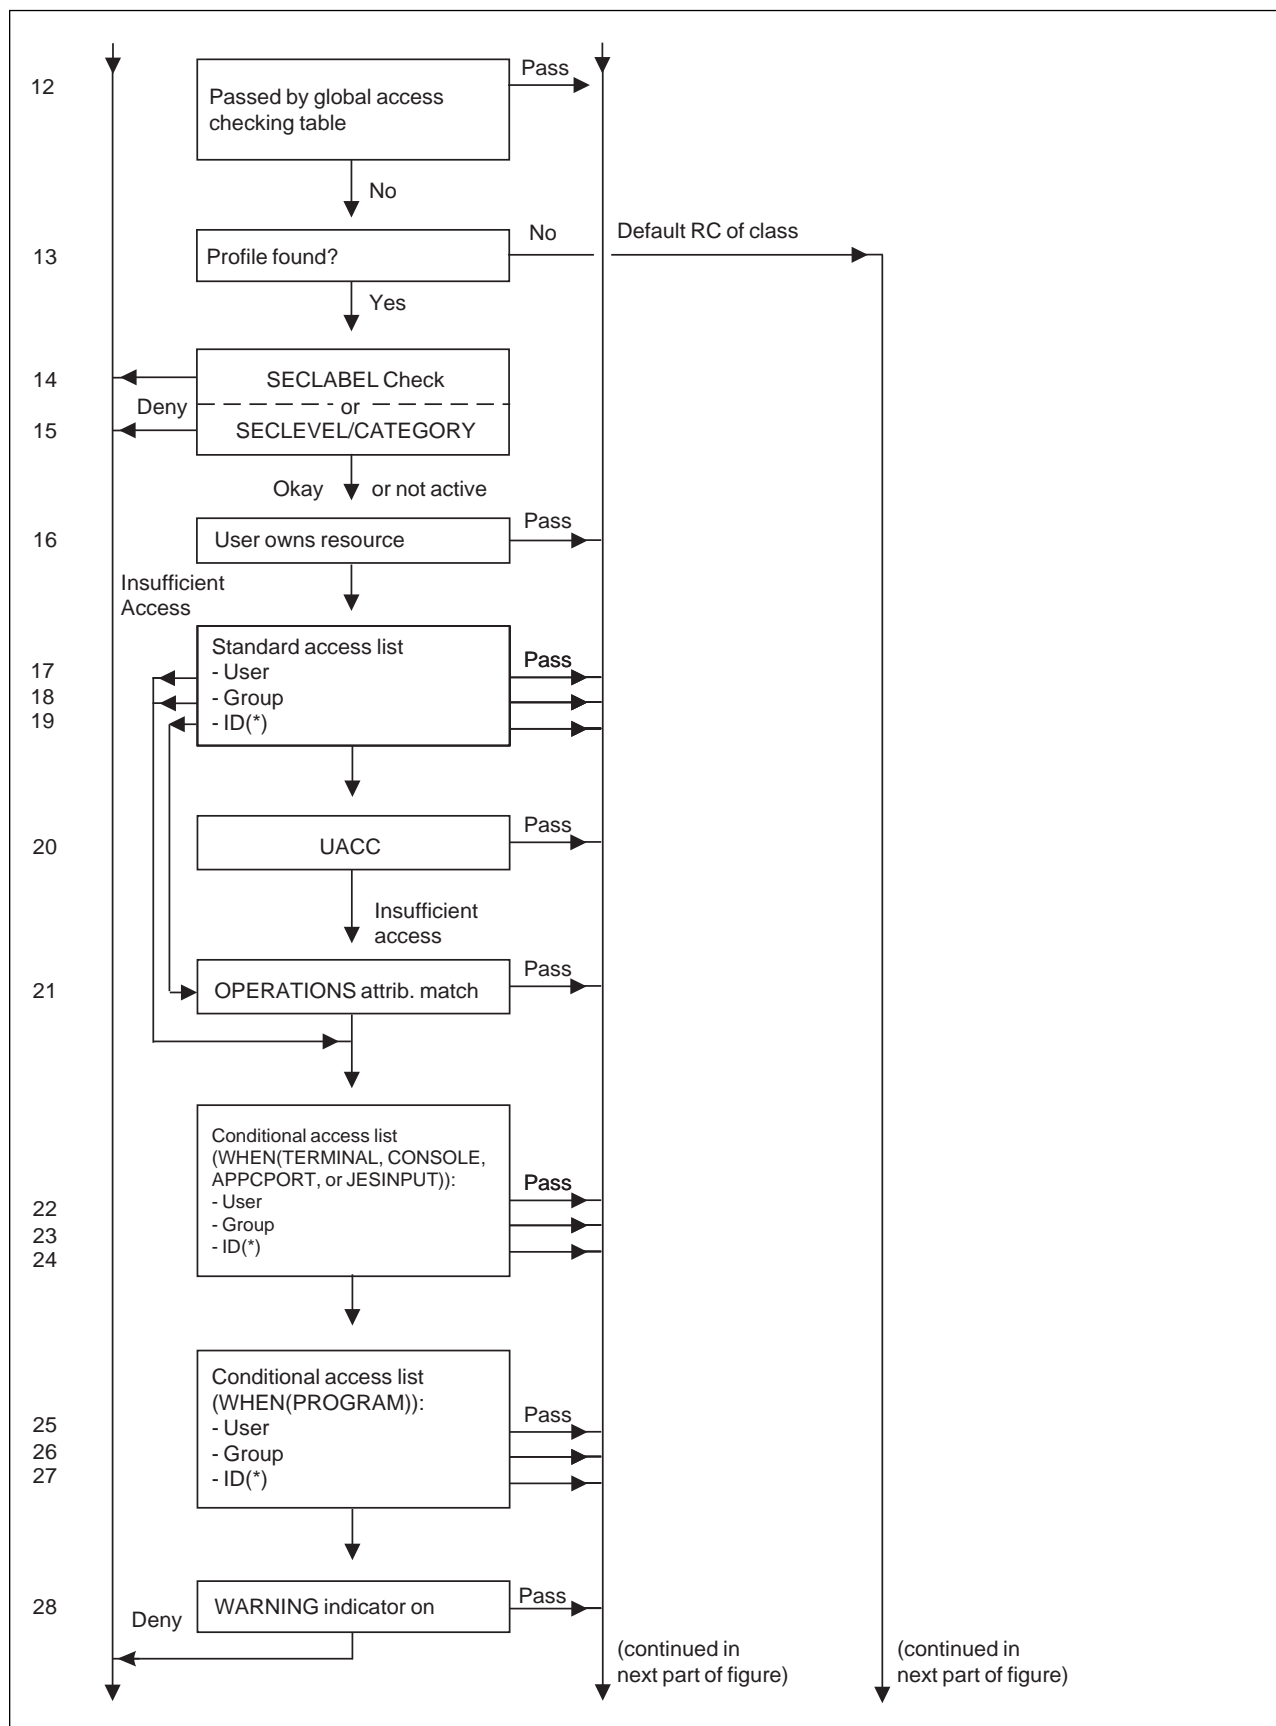 12
Passed by global access
checking table
Pass
No
13
Profile found?
No
Default RC of class
Yes
14
SECLABEL Check
Deny
or
15
SECLEVEL/CATEGORY
Okay
or not active
16
User owns resource
Pass
Insufficient
Access
Standard access list
17
- User
Pass
18
- Group
19
- ID(*)
20
UACC
Pass
Insufficient
access
21
OPERATIONS attrib. match
Pass
Conditional access list
(WHEN(TERMINAL, CONSOLE,
APPCPORT, or JESINPUT)):
22
- User
Pass
23
- Group
24
- ID(*)
Conditional access list
(WHEN(PROGRAM)):
25
- User
Pass
26
- Group
27
- ID(*)
28
WARNING indicator on
Pass
Deny
(continued in
next part of figure)
(continued in
next part of figure)